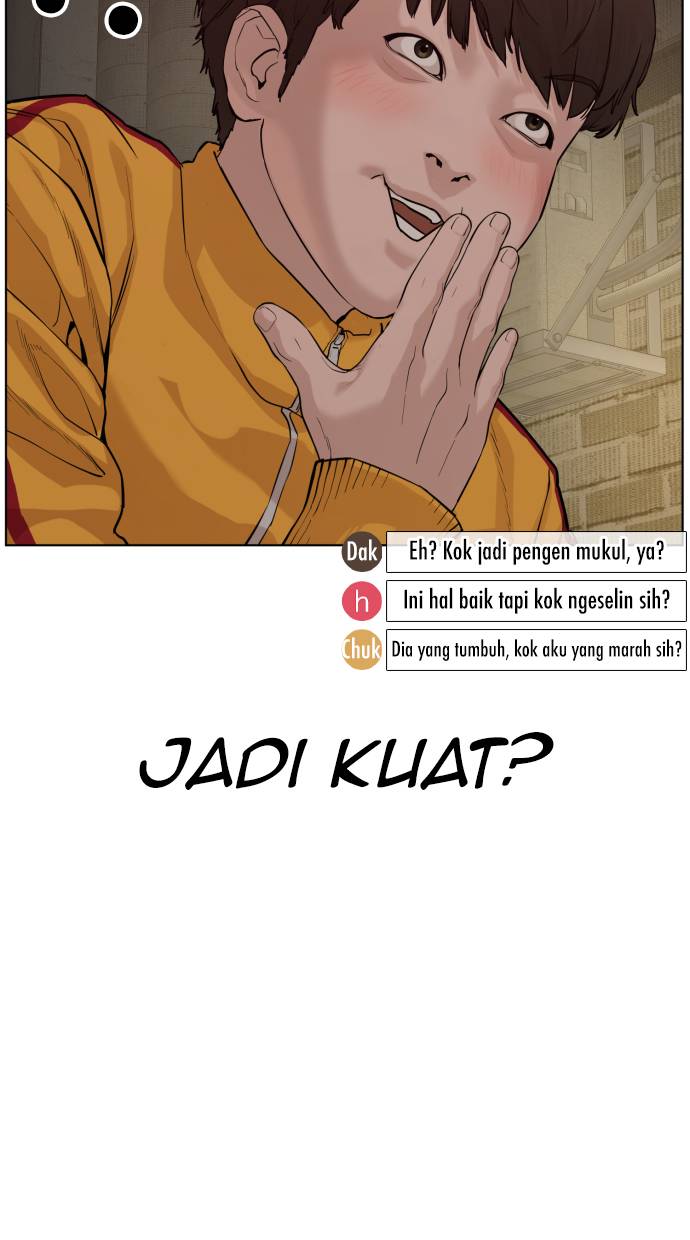 Dak Eh? Kok jadi pengen mukul, ya?
h Ini hal baik tapi kok ngeselin sih?
Chuk Dia yang tumbuh, kok aku yang marah sih?
JADI KUAT?